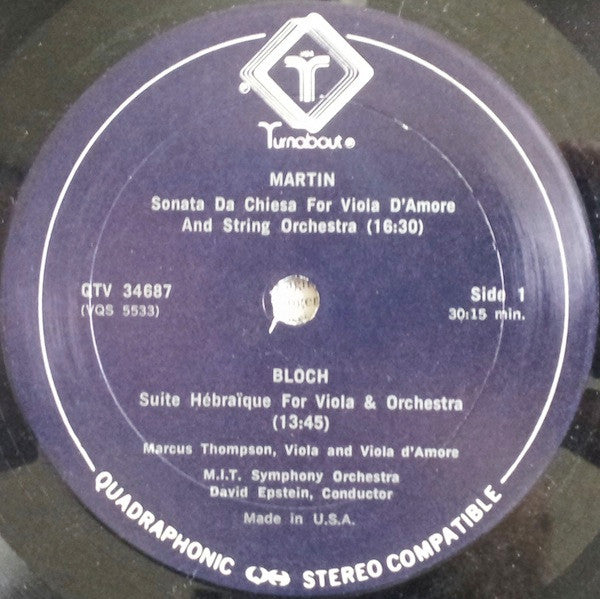 Turnabout
MARTIN
Sonata Da Chiesa For Viola D'Amore
And String Orchestra (16:30)
QTV 34687
(VQS 5533)
Side 1
30:15 min.
BLOCH
Suite Hébraïque For Viola & Orchestra
(13:45)
Marcus Thompson, Viola and Viola d'Amore
M.I.T. Symphony Orchestra
David Epstein, Conductor
Made in U.S.A.
QUADRAPHONIC STEREO COMPATIBLE